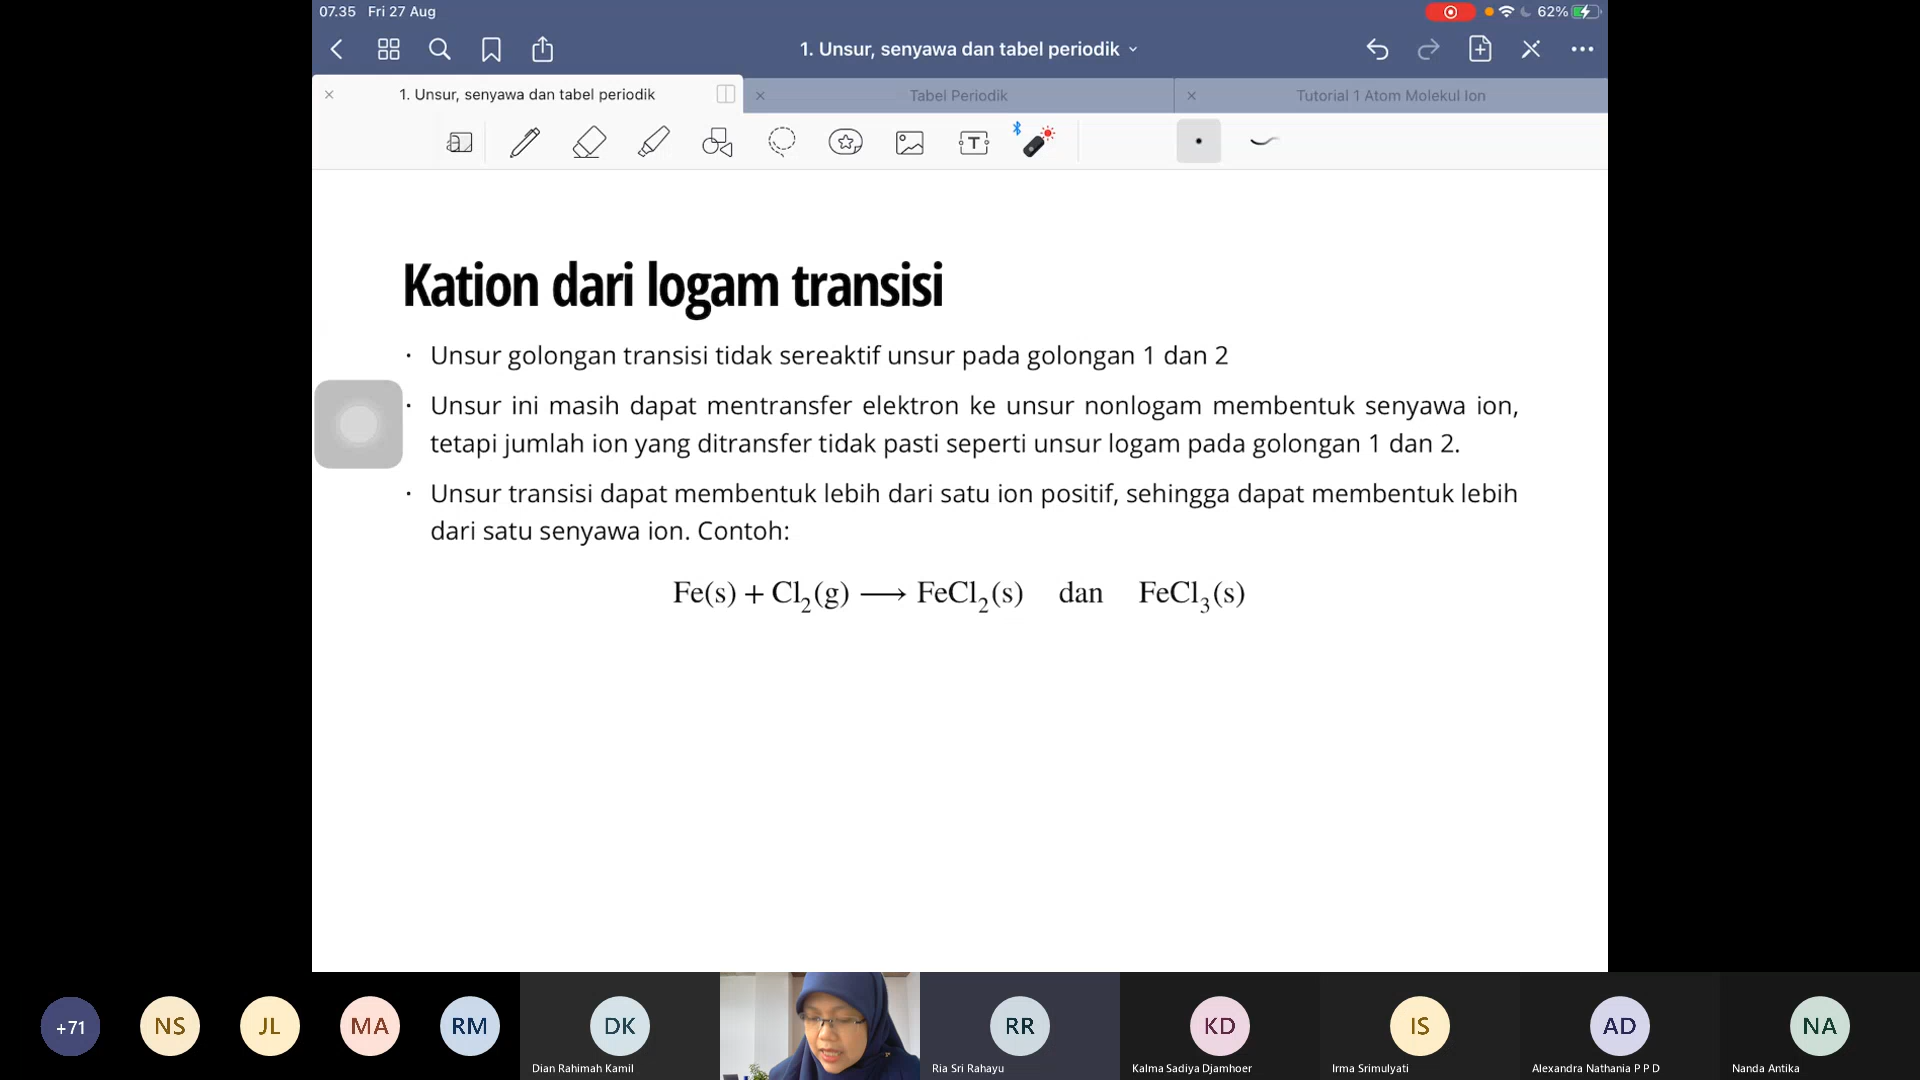 07.35 Fri 27 Aug
62%
1. Unsur, senyawa dan tabel periodik
1. Unsur, senyawa dan tabel periodik
Tabel Periodik
Tutorial 1 Atom Molekul Ion
Kation dari logam transisi
· Unsur golongan transisi tidak sereaktif unsur pada golongan 1 dan 2
· Unsur ini masih dapat mentransfer elektron ke unsur nonlogam membentuk senyawa ion,
tetapi jumlah ion yang ditransfer tidak pasti seperti unsur logam pada golongan 1 dan 2.
· Unsur transisi dapat membentuk lebih dari satu ion positif, sehingga dapat membentuk lebih
dari satu senyawa ion. Contoh:
Fe(s) + Cl₂(g) ⟶ FeCl₂(s) dan FeCl₃(s)
+71
NS
JL
MA
RM
DK
RR
KD
IS
AD
NA
Dian Rahimah Kamil
Ria Sri Rahayu
Kalma Sadiya Djamhoer
Irma Srimulyati
Alexandra Nathania P P D
Nanda Antika